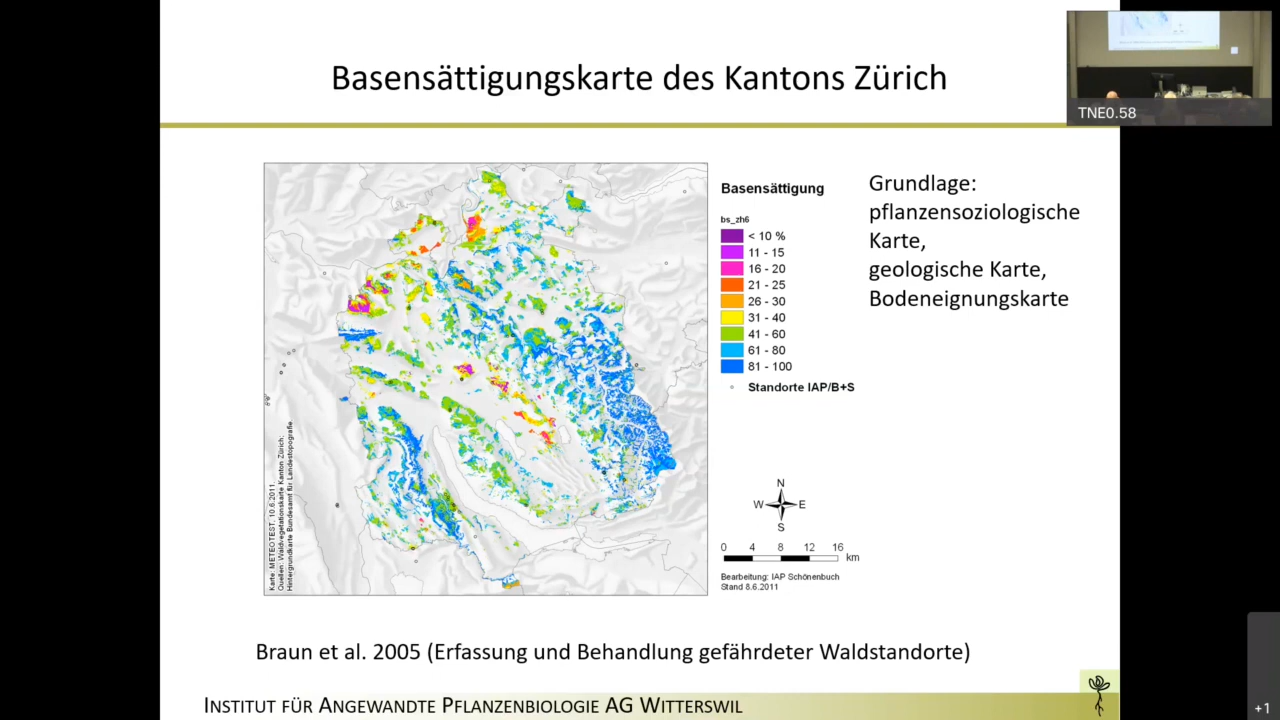 Basensättigungskarte des Kantons Zürich
TNE0.58
Basensättigung
bs_zh6
< 10 %
11 - 15
16 - 20
21 - 25
26 - 30
31 - 40
41 - 60
61 - 80
81 - 100
Standorte IAP/B+S
Grundlage:
pflanzensoziologische
Karte,
geologische Karte,
Bodeneignungskarte
Karte: METEOTEST, 10.6.2011
Quellen: Waldvegetationskarte Kanton Zürich;
Hintergrundkarte Bundesamt für Landestopografie
N
W E
S
0 4 8 12 16
km
Bearbeitung: IAP Schönenbuch
Stand 8.6.2011
Braun et al. 2005 (Erfassung und Behandlung gefährdeter Waldstandorte)
INSTITUT FÜR ANGEWANDTE PFLANZENBIOLOGIE AG WITTERSWIL
+1